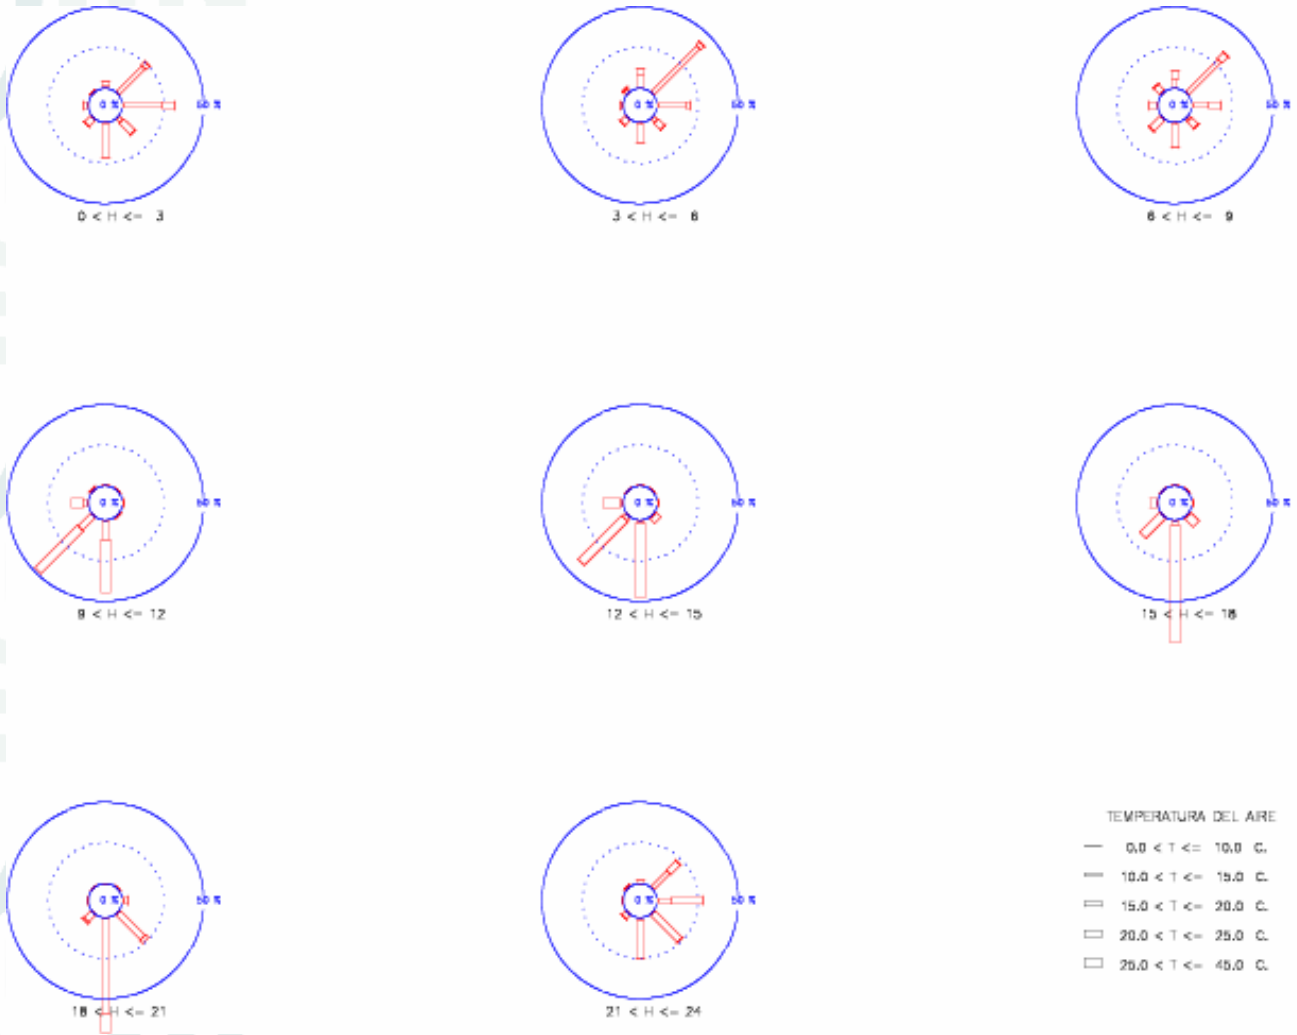 0 %
50 %
0 < H <= 3
0 %
50 %
3 < H <= 6
0 %
50 %
6 < H <= 9
0 %
50 %
9 < H <= 12
0 %
50 %
12 < H <= 15
0 %
50 %
15 < H <= 18
0 %
50 %
18 < H <= 21
0 %
50 %
21 < H <= 24
TEMPERATURA DEL AIRE
0.0 < T <= 10.0 C.
10.0 < T <= 15.0 C.
15.0 < T <= 20.0 C.
20.0 < T <= 25.0 C.
25.0 < T <= 45.0 C.